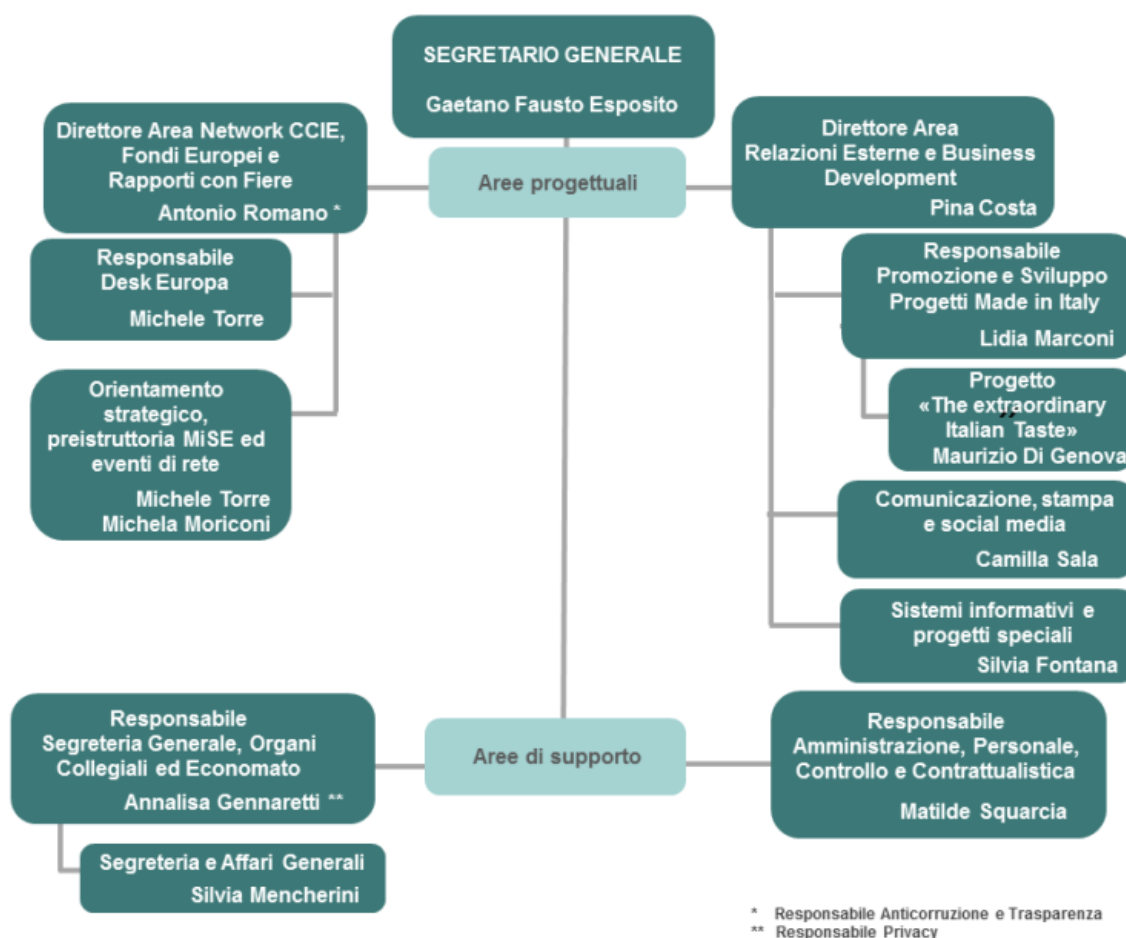 SEGRETARIO GENERALE
Gaetano Fausto Esposito
Direttore Area Network CCIE,
Fondi Europei e
Rapporti con Fiere
Antonio Romano *
Aree progettuali
Direttore Area
Relazioni Esterne e Business
Development
Pina Costa
Responsabile
Desk Europa
Michele Torre
Orientamento
strategico,
preistruttoria MiSE ed
eventi di rete
Michele Torre
Michela Moriconi
Responsabile
Promozione e Sviluppo
Progetti Made in Italy
Lidia Marconi
Progetto
«The extraordinary
Italian Taste»
Maurizio Di Genova
Comunicazione, stampa
e social media
Camilla Sala
Sistemi informativi e
progetti speciali
Silvia Fontana
Responsabile
Segreteria Generale, Organi
Collegiali ed Economato
Annalisa Gennaretti **
Aree di supporto
Responsabile
Amministrazione, Personale,
Controllo e Contrattualistica
Matilde Squarcia
Segreteria e Affari Generali
Silvia Mencherini
* Responsabile Anticorruzione e Trasparenza
** Responsabile Privacy